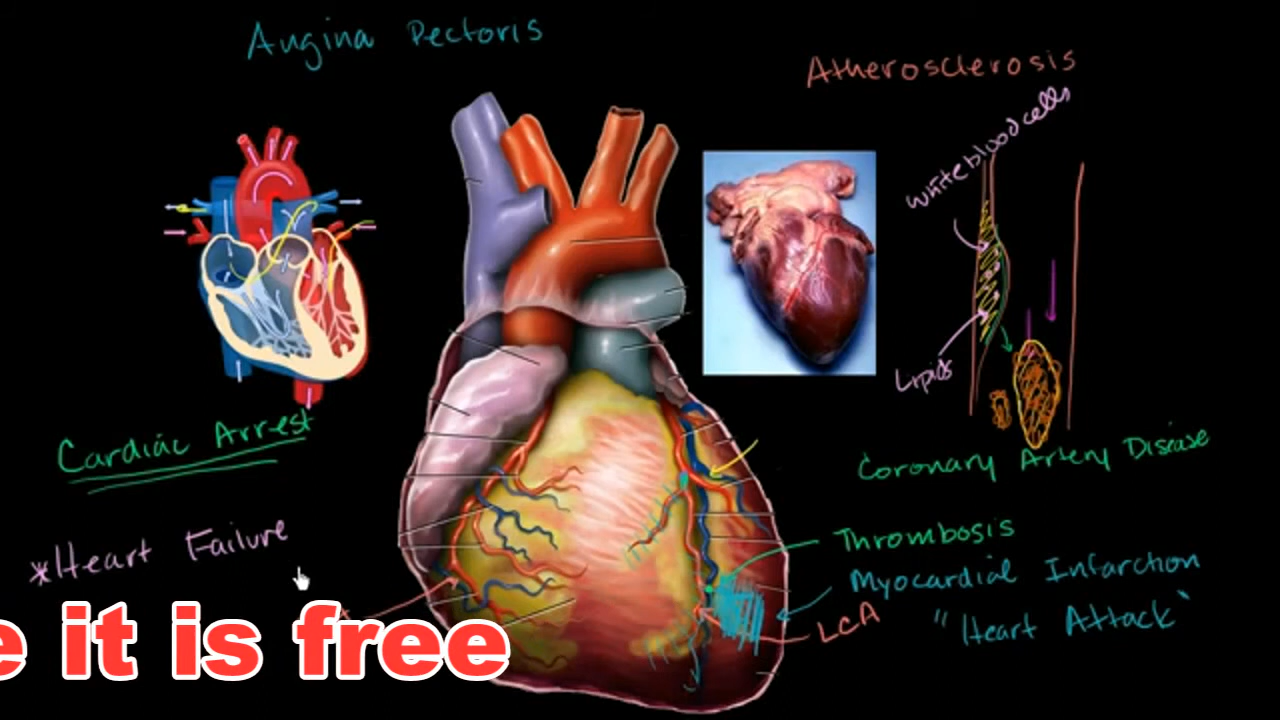 Angina Pectoris
Atherosclerosis
White blood cells
Lipids
Cardiac Arrest
Coronary Artery Disease
*Heart Failure
Thrombosis
Myocardial Infarction
"Heart Attack"
LCA
e it is free